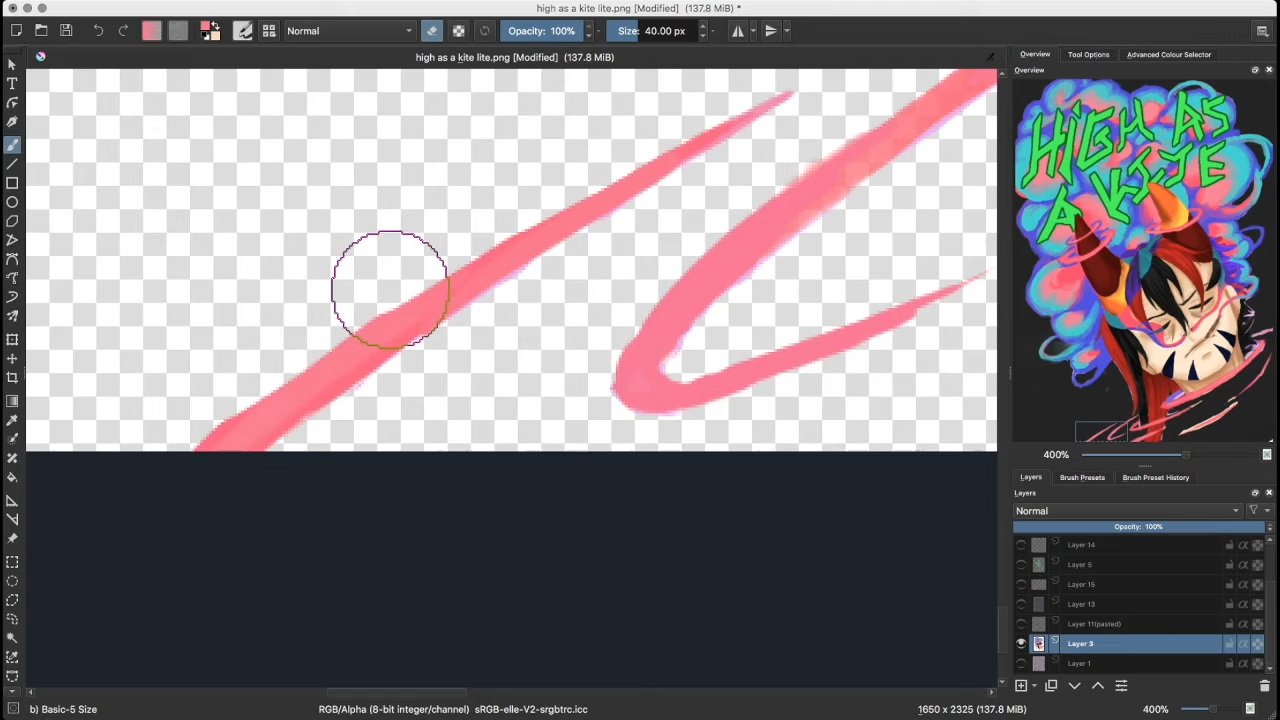 high as a kite lite.png [Modified] (137.8 MiB) *
Normal
Opacity: 100%
Size: 40.00 px
high as a kite lite.png [Modified] (137.8 MiB)
Overview
Tool Options
Advanced Colour Selector
Overview
HIGH AS
A KITE
400%
Layers
Brush Presets
Brush Preset History
Layers
Normal
Opacity: 100%
Layer 14
Layer 5
Layer 15
Layer 13
Layer 11(pasted)
Layer 3
Layer 1
b) Basic-5 Size
RGB/Alpha (8-bit integer/channel) sRGB-elle-V2-srgbtrc.icc
1650 x 2325 (137.8 MiB)
400%